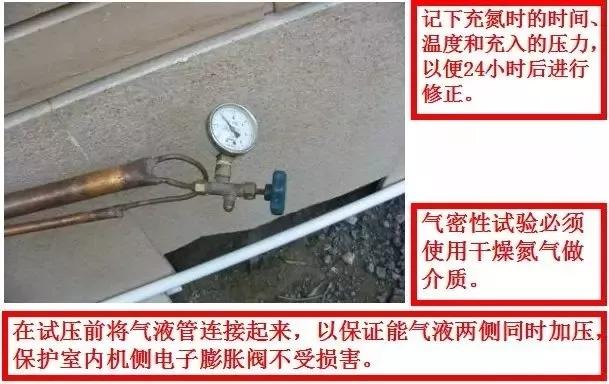 记下充氮时的时间、
温度和充入的压力,
以便24小时后进行
修正。
气密性试验必须
使用干燥氮气做
介质。
在试压前将气液管连接起来，以保证能气液两侧同时加压,
保护室内机侧电子膨胀阀不受损害。